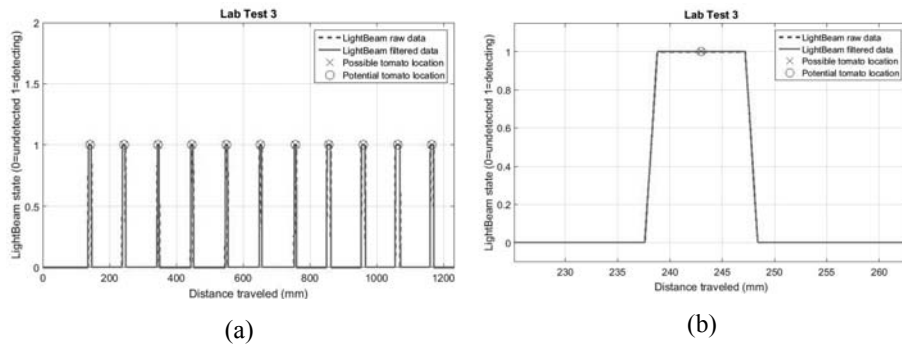 Lab Test 3
LightBeam state (0=undetected 1=detecting)
2
1.5
1
0.5
0
LightBeam raw data
LightBeam filtered data
Possible tomato location
Potential tomato location
0
200
400
600
800
1000
1200
Distance traveled (mm)
(a)
Lab Test 3
LightBeam state (0=undetected 1=detecting)
1
0.8
0.6
0.4
0.2
0
LightBeam raw data
LightBeam filtered data
Possible tomato location
Potential tomato location
230
235
240
245
250
255
260
Distance traveled (mm)
(b)